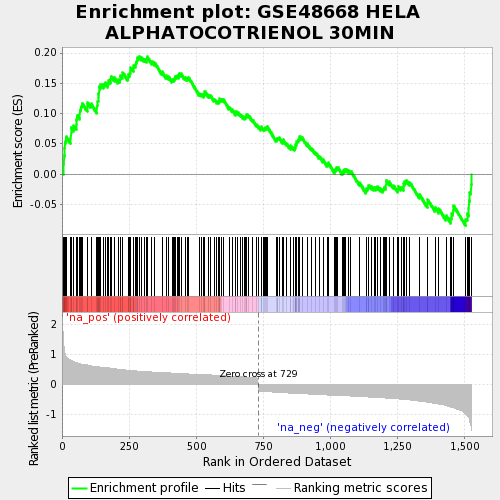 Enrichment plot: GSE48668 HELA
ALPHATOCOTRIENOL 30MIN
Enrichment score (ES)
0.20
0.15
0.10
0.05
0.00
-0.05
'na_pos' (positively correlated)
Ranked list metric (PreRanked)
2
1
0
-1
Zero cross at 729
'na_neg' (negatively correlated)
0
250
500
750
1,000
1,250
1,500
Rank in Ordered Dataset
Enrichment profile
Hits
Zero
Ranking metric scores